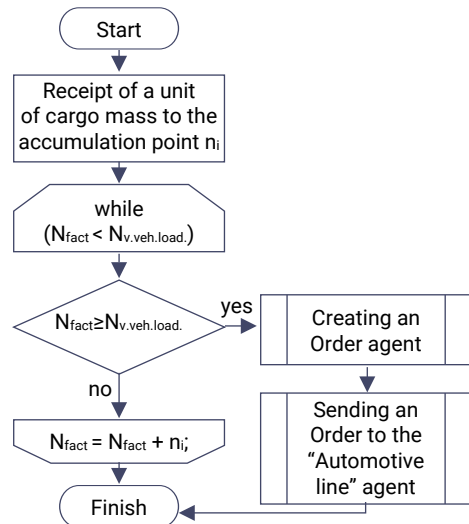 Start
Receipt of a unit
of cargo mass to the
accumulation point nᵢ
while
(N_fact < N_v.veh.load.)
N_fact≥N_v.veh.load.
yes
no
Creating an
Order agent
N_fact = N_fact + nᵢ;
Sending an
Order to the
“Automotive
line” agent
Finish